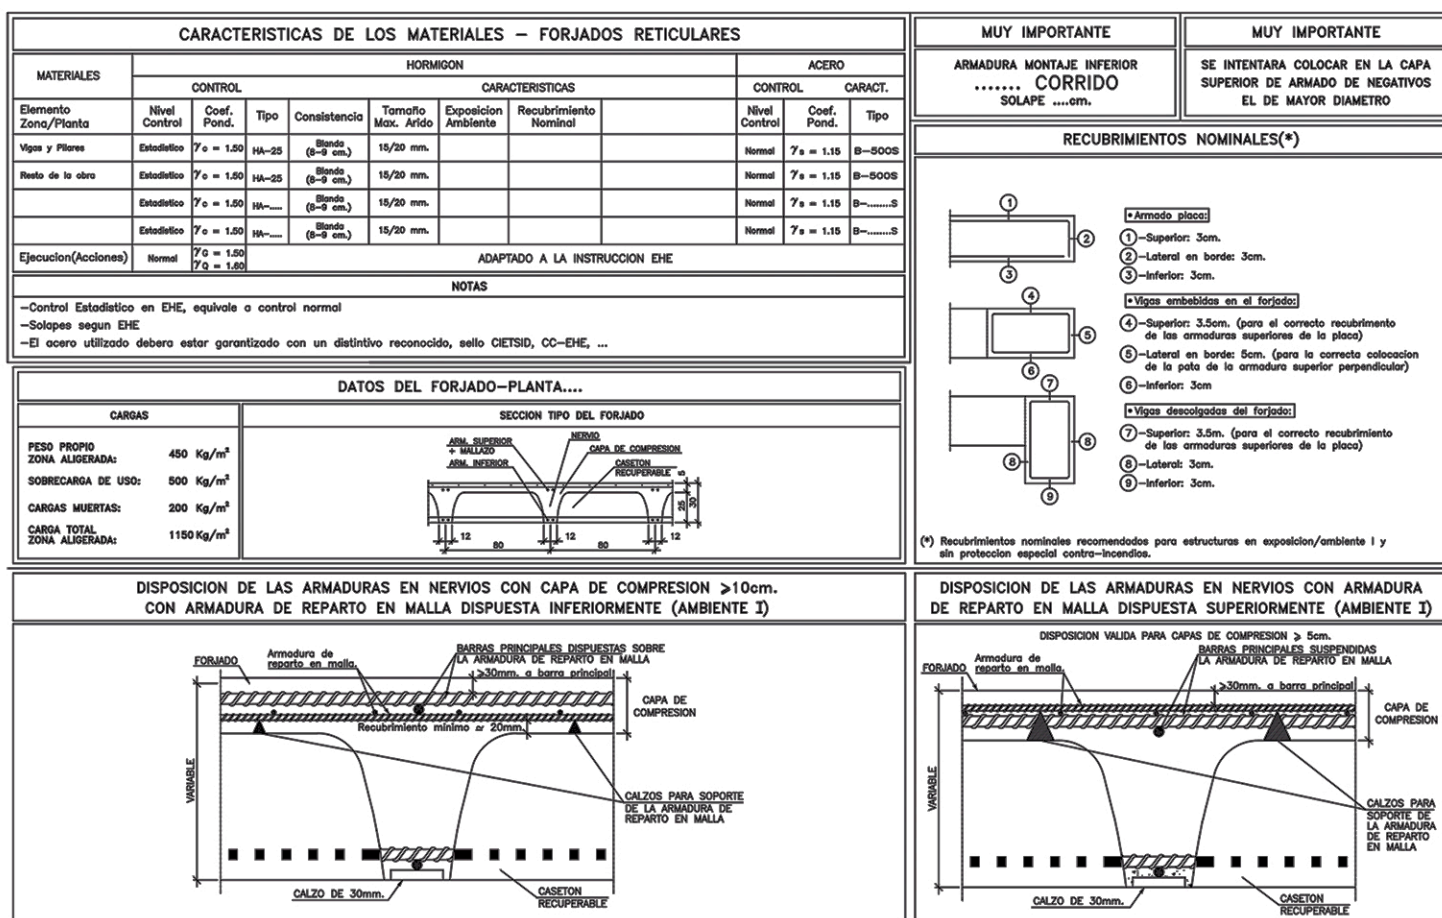 CARACTERISTICAS DE LOS MATERIALES – FORJADOS RETICULARES
MATERIALES
HORMIGON
ACERO
CONTROL
CARACTERISTICAS
CONTROL
CARACT.
Elemento Zona/Planta
Nivel Control
Coef. Pond.
Tipo
Consistencia
Tamaño Max. Arido
Exposicion Ambiente
Recubrimiento Nominal
Nivel Control
Coef. Pond.
Tipo
Vigas y Pilares Estadistico γc = 1.50 HA-25 Blanda (8-9 cm.) 15/20 mm. Normal γs = 1.15 B-500S
Resto de la obra Estadistico γc = 1.50 HA-25 Blanda (8-9 cm.) 15/20 mm. Normal γs = 1.15 B-500S
Estadistico γc = 1.50 HA-..... Blanda (8-9 cm.) 15/20 mm. Normal γs = 1.15 B-........S
Estadistico γc = 1.50 HA-..... Blanda (8-9 cm.) 15/20 mm. Normal γs = 1.15 B-........S
Ejecucion(Acciones) Normal γG = 1.50 γQ = 1.60 ADAPTADO A LA INSTRUCCION EHE
NOTAS
-Control Estadistico en EHE, equivale a control normal
-Solapes segun EHE
-El acero utilizado debera estar garantizado con un distintivo reconocido, sello CIETSID, CC-EHE, ...
MUY IMPORTANTE
ARMADURA MONTAJE INFERIOR
....... CORRIDO
SOLAPE ....cm.
MUY IMPORTANTE
SE INTENTARA COLOCAR EN LA CAPA
SUPERIOR DE ARMADO DE NEGATIVOS
EL DE MAYOR DIAMETRO
RECUBRIMIENTOS NOMINALES(*)
1
2
3
4
5
6
7
8
8
9
•Armado placa:
1-Superior: 3cm.
2-Lateral en borde: 3cm.
3-Inferior: 3cm.
•Vigas embebidas en el forjado:
4-Superior: 3.5cm. (para el correcto recubrimento
de las armaduras superiores de la placa)
5-Lateral en borde: 5cm. (para la correcta colocacion
de la pata de la armadura superior perpendicular)
6-Inferior: 3cm
•Vigas descolgadas del forjado:
7-Superior: 3.5m. (para el correcto recubrimiento
de las armaduras superiores de la placa)
8-Lateral: 3cm.
9-Inferior: 3cm.
(*) Recubrimientos nominales recomendados para estructuras en exposicion/ambiente I y
sin proteccion especial contra-incendios.
DATOS DEL FORJADO-PLANTA....
CARGAS
PESO PROPIO
ZONA ALIGERADA: 450 Kg/m²
SOBRECARGA DE USO: 500 Kg/m²
CARGAS MUERTAS: 200 Kg/m²
CARGA TOTAL
ZONA ALIGERADA: 1150 Kg/m²
SECCION TIPO DEL FORJADO
ARM. SUPERIOR
+ MALLAZO
ARM. INFERIOR
NERVIO
CAPA DE COMPRESION
CASETON
RECUPERABLE
5
25
30
12
12
12
80
80
DISPOSICION DE LAS ARMADURAS EN NERVIOS CON CAPA DE COMPRESION ≥10cm.
CON ARMADURA DE REPARTO EN MALLA DISPUESTA INFERIORMENTE (AMBIENTE I)
FORJADO
Armadura de
reparto en malla.
BARRAS PRINCIPALES DISPUESTAS SOBRE
LA ARMADURA DE REPARTO EN MALLA
≥30mm. a barra principal
CAPA DE
COMPRESION
Recubrimiento mínimo ≃ 20mm.
VARIABLE
CALZOS PARA SOPORTE
DE LA ARMADURA DE
REPARTO EN MALLA
CALZO DE 30mm.
CASETON
RECUPERABLE
DISPOSICION DE LAS ARMADURAS EN NERVIOS CON ARMADURA
DE REPARTO EN MALLA DISPUESTA SUPERIORMENTE (AMBIENTE I)
DISPOSICION VALIDA PARA CAPAS DE COMPRESION ≥ 5cm.
FORJADO
Armadura de
reparto en malla.
BARRAS PRINCIPALES SUSPENDIDAS
LA ARMADURA DE REPARTO EN MALLA
≥30mm. a barra principal
CAPA DE
COMPRESION
VARIABLE
CALZOS PARA
SOPORTE DE
LA ARMADURA
DE REPARTO
EN MALLA
CALZO DE 30mm.
CASETON
RECUPERABLE